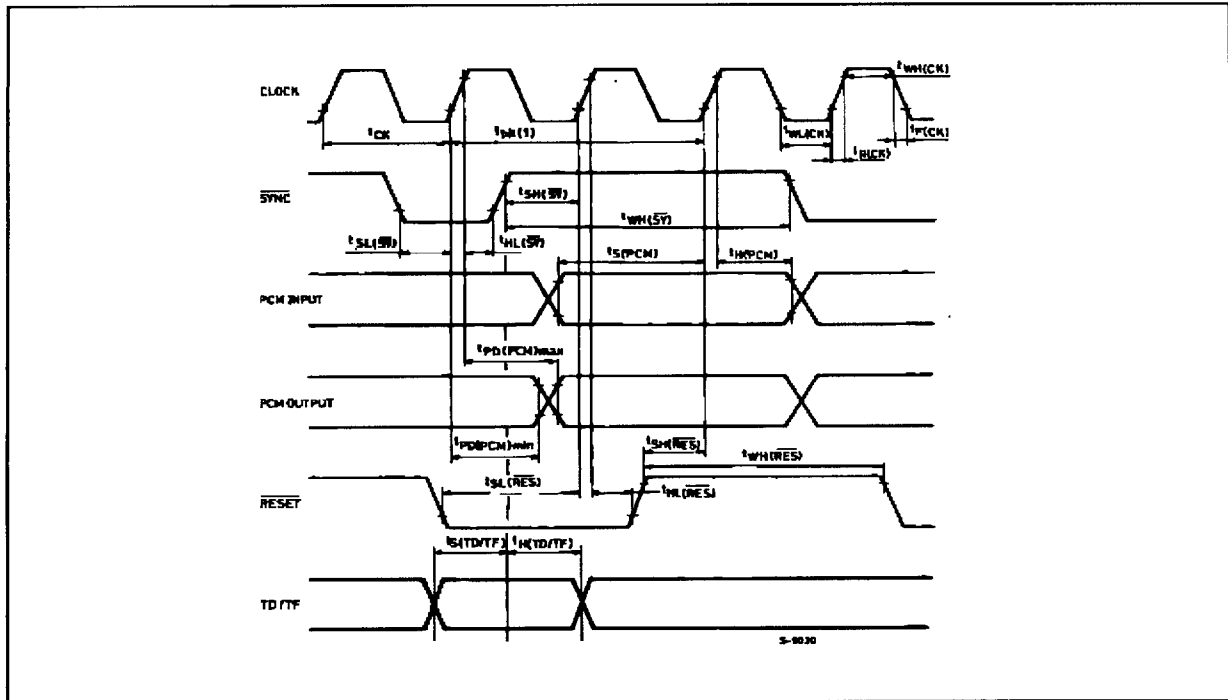 CLOCK
tWH(CK)
tCK
tWL(CK)
tF(CK)
tR(CK)
SYNC
tSH(SY)
tWH(SY)
tSL(SY)
tHL(SY)
tS(PCM)
tH(PCM)
PCM INPUT
tPD(PCM)max
PCM OUTPUT
tSH(RES)
tPD(PCM)min
tWH(RES)
tSL(RES)
RESET
tHL(RES)
tS(TD/TF)
tH(TD/TF)
TD/TF
S-9030